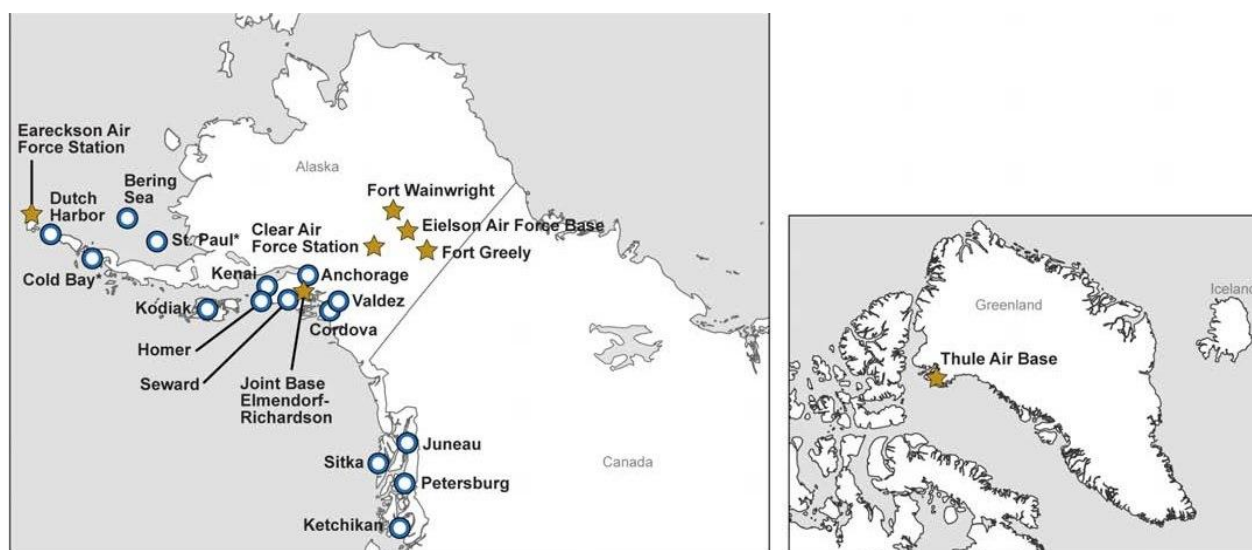 Eareckson Air
Force Station
Alaska
Dutch
Harbor
Bering
Sea
Fort Wainwright
Eielson Air Force Base
Clear Air
Force Station
Fort Greely
St. Paul*
Cold Bay*
Kenai
Anchorage
Kodiak
Valdez
Cordova
Homer
Seward
Joint Base
Elmendorf-
Richardson
Juneau
Sitka
Canada
Petersburg
Ketchikan
Iceland
Greenland
Thule Air Base